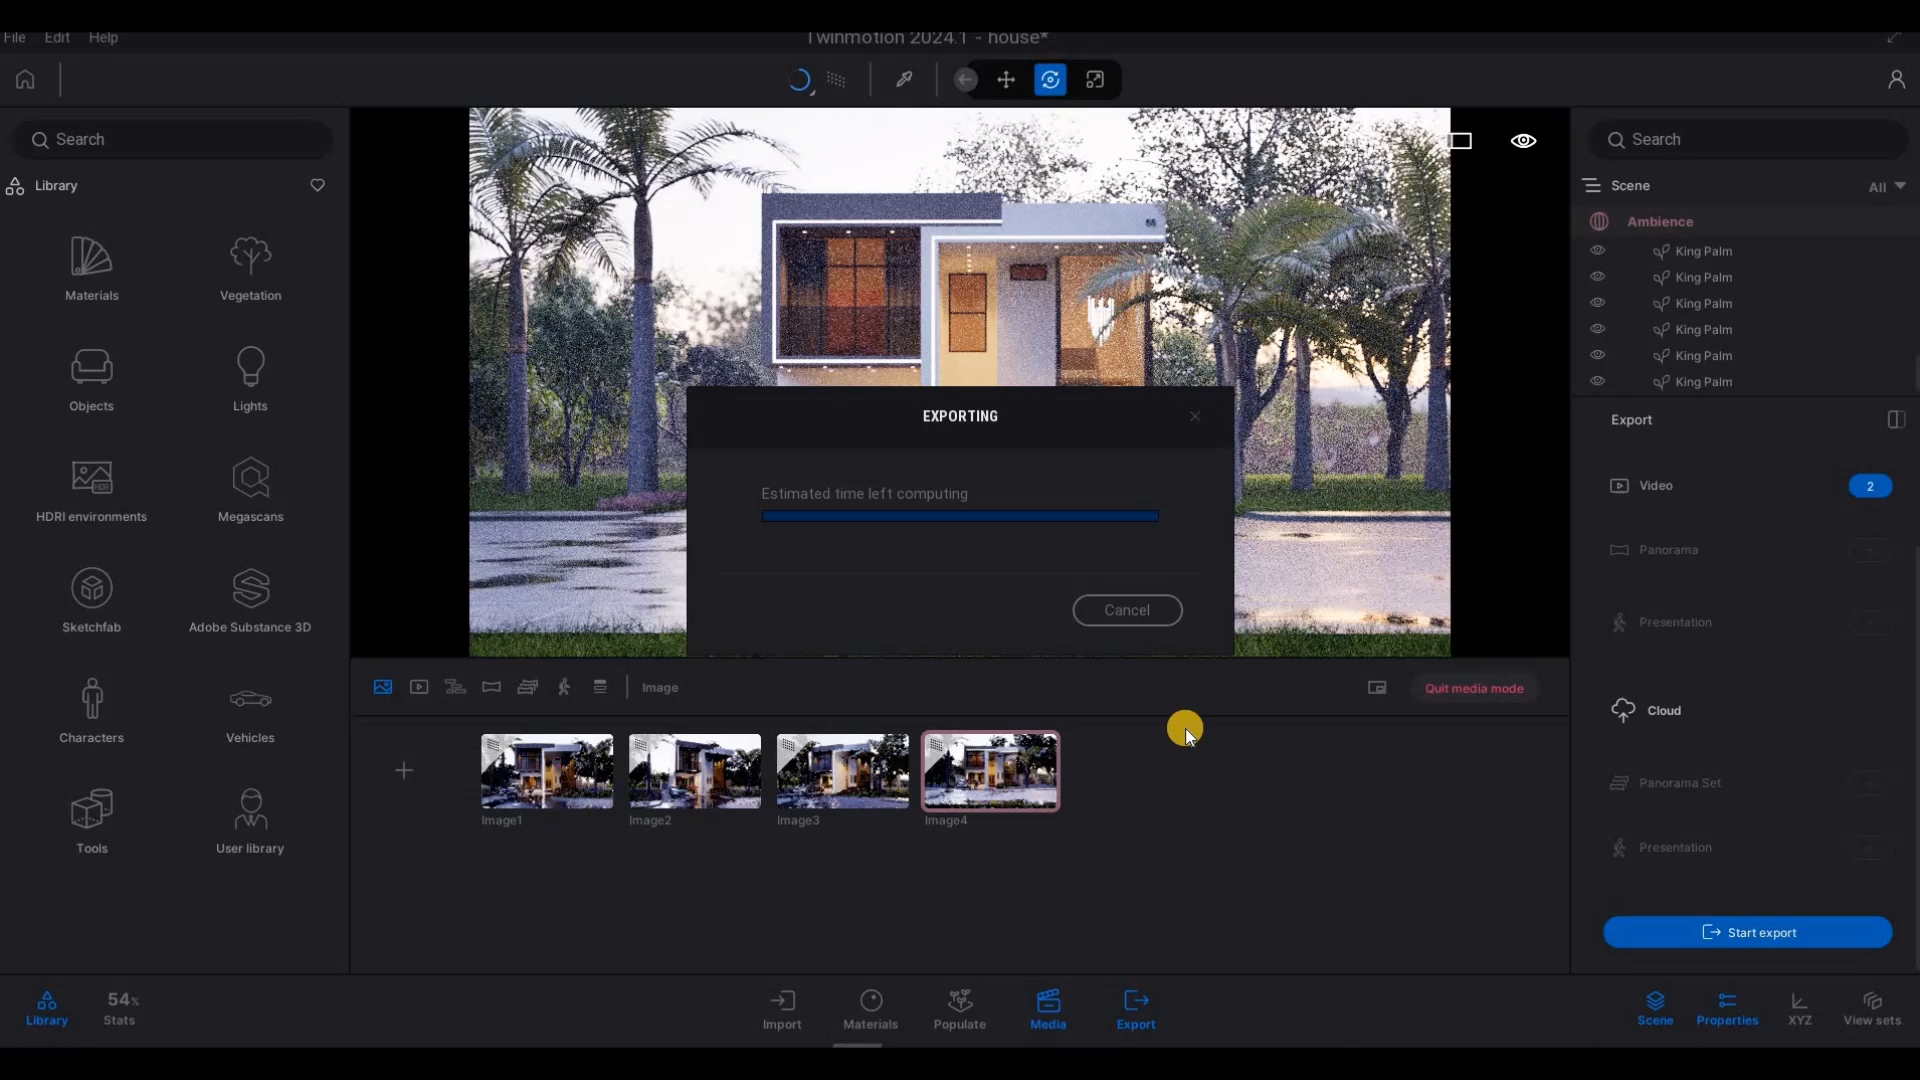 File Edit Help
Twinmotion 2024.1 - house*
Search
Library
Materials
Vegetation
Objects
Lights
HDRI environments
Megascans
Sketchfab
Adobe Substance 3D
Characters
Vehicles
Tools
User library
EXPORTING
Estimated time left computing
Cancel
Image
Quit media mode
Image1
Image2
Image3
Image4
Search
Scene
All
Ambience
King Palm
King Palm
King Palm
King Palm
King Palm
King Palm
Export
Video
2
Panorama
Presentation
Cloud
Panorama Set
Presentation
Start export
Library
54%
Stats
Import
Materials
Populate
Media
Export
Scene
Properties
XYZ
View sets